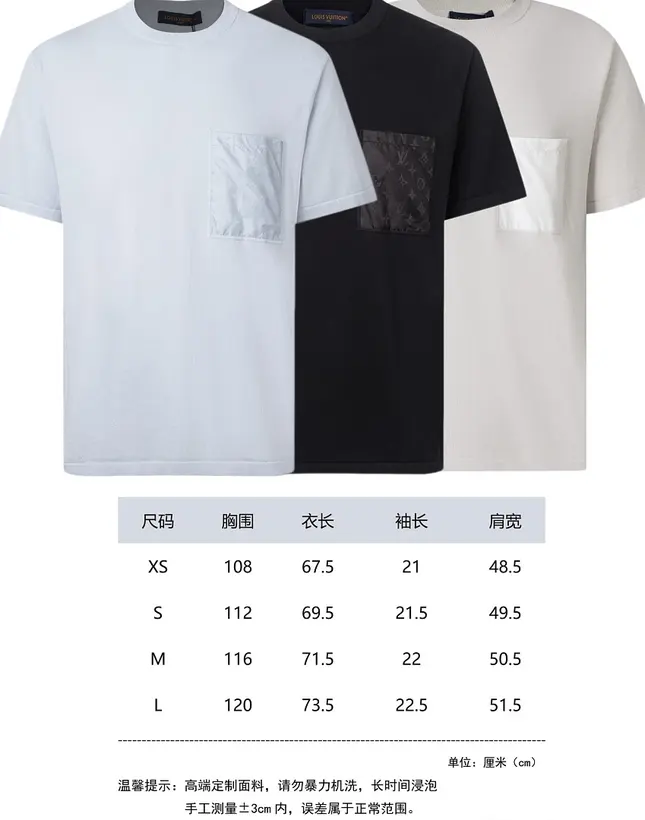 LOUIS VUITTON
尺码 胸围 衣长 袖长 肩宽
XS 108 67.5 21 48.5
S 112 69.5 21.5 49.5
M 116 71.5 22 50.5
L 120 73.5 22.5 51.5
单位: 厘米 (cm)
温馨提示: 高端定制面料, 请勿暴力机洗, 长时间浸泡
手工测量±3cm内, 误差属于正常范围。